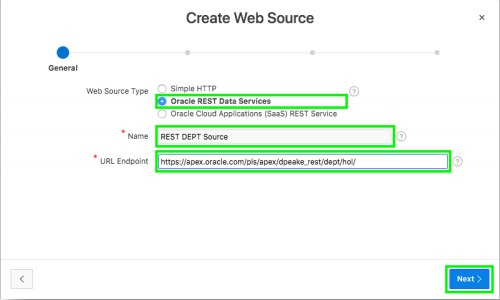 Create Web Source
×
General
Web Source Type
Simple HTTP
?
Oracle REST Data Services
Oracle Cloud Applications (SaaS) REST Service
* Name
REST DEPT Source
?
* URL Endpoint
https://apex.oracle.com/pls/apex/dpeake_rest/dept/hol/
?
<
Next >